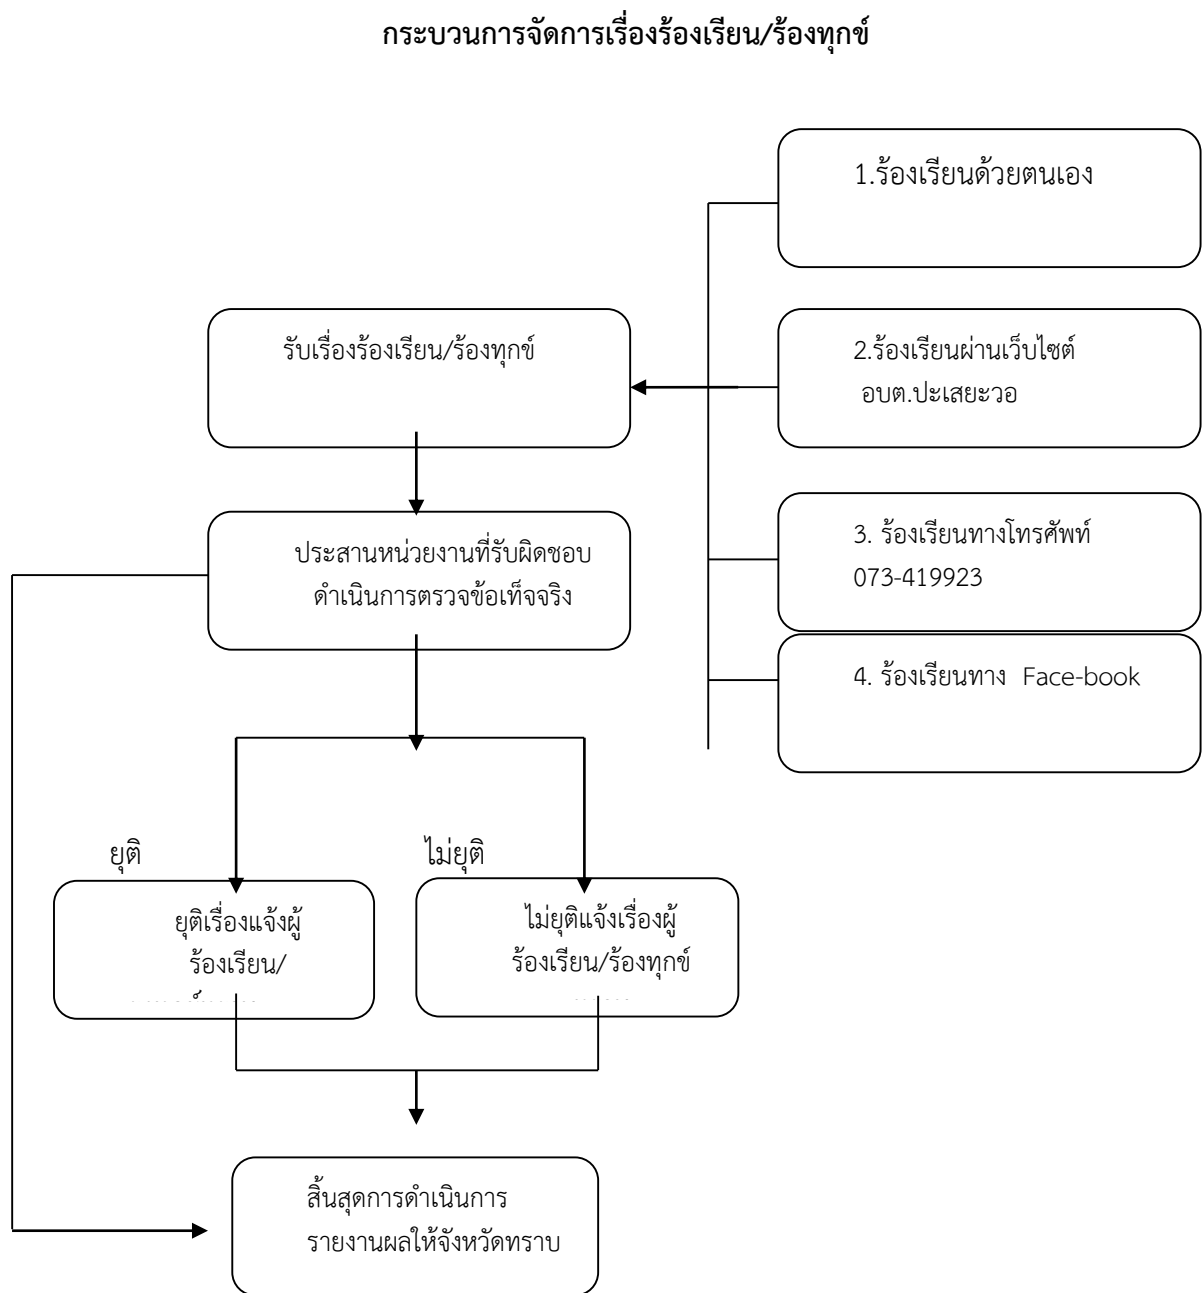 กระบวนการจัดการเรื่องร้องเรียน/ร้องทุกข์
1.ร้องเรียนด้วยตนเอง
รับเรื่องร้องเรียน/ร้องทุกข์
2.ร้องเรียนผ่านเว็บไซต์
อบต.ปะเสยะวอ
3. ร้องเรียนทางโทรศัพท์
073-419923
4. ร้องเรียนทาง Face-book
ประสานหน่วยงานที่รับผิดชอบ
ดำเนินการตรวจข้อเท็จจริง
ยุติ
ไม่ยุติ
ยุติเรื่องแจ้งผู้
ร้องเรียน/
ไม่ยุติแจ้งเรื่องผู้
ร้องเรียน/ร้องทุกข์
สิ้นสุดการดำเนินการ
รายงานผลให้จังหวัดทราบ